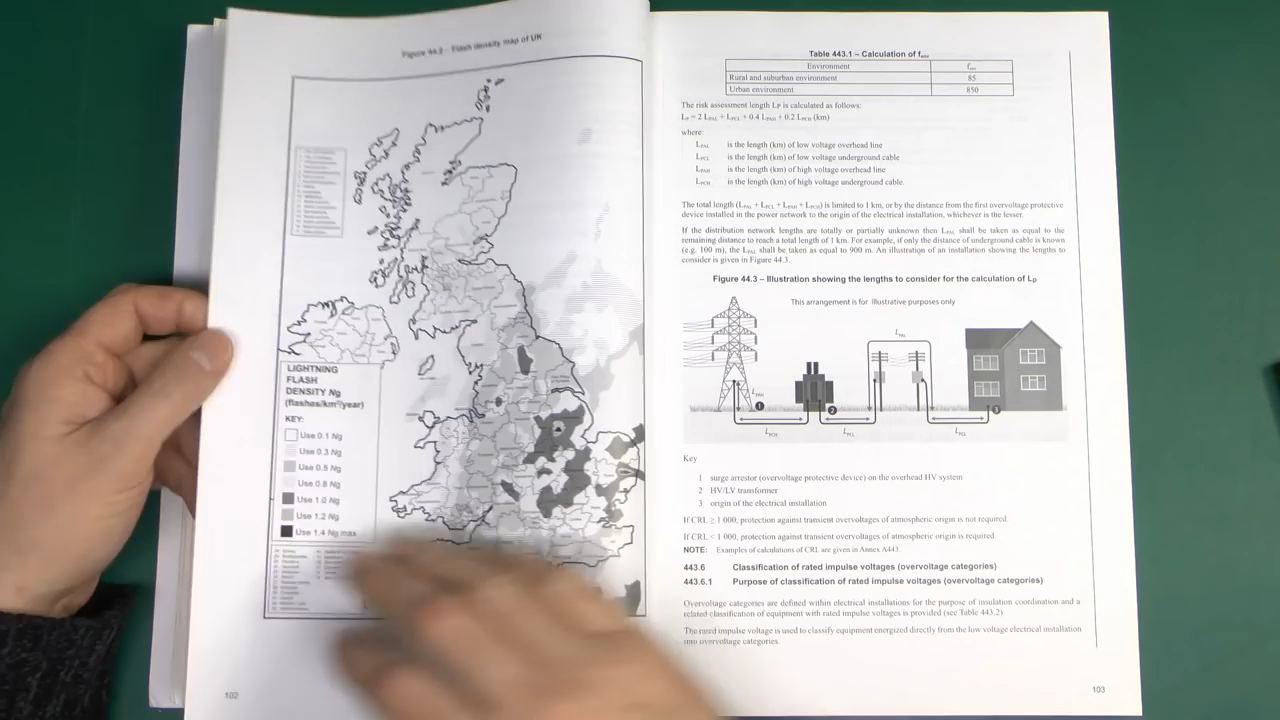 Figure 44.2 – Flash density map of UK
LIGHTNING
FLASH
DENSITY Ng
(flashes/km²/year)
KEY:
Use 0.1 Ng
Use 0.3 Ng
Use 0.5 Ng
Use 0.8 Ng
Use 1.0 Ng
Use 1.2 Ng
Use 1.4 Ng max
102
Table 443.1 – Calculation of fenv
Environment fenv
Rural and suburban environment 85
Urban environment 850
The risk assessment length LP is calculated as follows:
LP = 2 LPAL + LPCL + 0.4 LPAH + 0.2 LPCH (km)
where:
LPAL is the length (km) of low voltage overhead line
LPCL is the length (km) of low voltage underground cable
LPAH is the length (km) of high voltage overhead line
LPCH is the length (km) of high voltage underground cable.
The total length (LPAL + LPCL + LPAH + LPCH) is limited to 1 km, or by the distance from the first overvoltage protective
device installed in the power network to the origin of the electrical installation, whichever is the lesser.
If the distribution network lengths are totally or partially unknown then LPAL shall be taken as equal to the
remaining distance to reach a total length of 1 km. For example, if only the distance of underground cable is known
(e.g. 100 m), the LPAL shall be taken as equal to 900 m. An illustration of an installation showing the lengths to
consider is given in Figure 44.3.
Figure 44.3 – Illustration showing the lengths to consider for the calculation of LP
This arrangement is for illustrative purposes only
LPAL
LPAH
1
2
3
LPCH LPCL LPCL
Key
1 surge arrestor (overvoltage protective device) on the overhead HV system
2 HV/LV transformer
3 origin of the electrical installation
If CRL ≥ 1 000, protection against transient overvoltages of atmospheric origin is not required.
If CRL < 1 000, protection against transient overvoltages of atmospheric origin is required.
NOTE: Examples of calculations of CRL are given in Annex A443
443.6 Classification of rated impulse voltages (overvoltage categories)
443.6.1 Purpose of classification of rated impulse voltages (overvoltage categories)
Overvoltage categories are defined within electrical installations for the purpose of insulation coordination and a
related classification of equipment with rated impulse voltages is provided (see Table 443.2).
The rated impulse voltage is used to classify equipment energized directly from the low voltage electrical installation
into overvoltage categories.
103